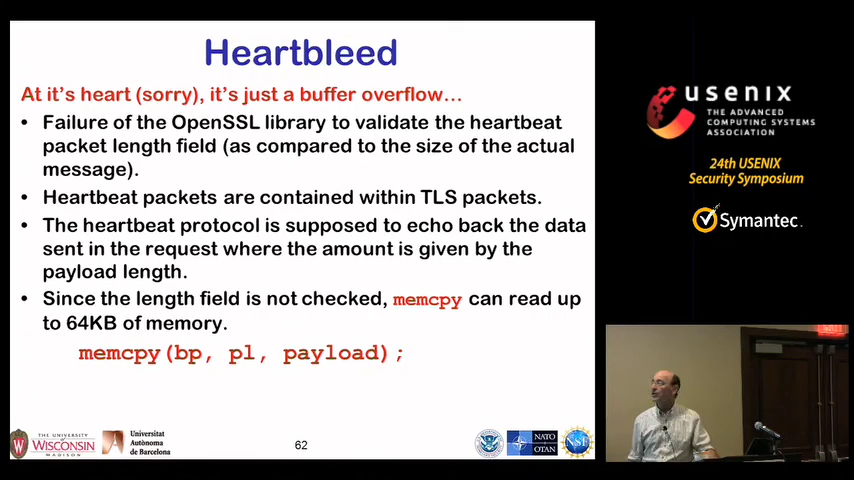 Heartbleed
At it's heart (sorry), it's just a buffer overflow…
• Failure of the OpenSSL library to validate the heartbeat
packet length field (as compared to the size of the actual
message).
• Heartbeat packets are contained within TLS packets.
• The heartbeat protocol is supposed to echo back the data
sent in the request where the amount is given by the
payload length.
• Since the length field is not checked, memcpy can read up
to 64KB of memory.
memcpy(bp, pl, payload);
THE UNIVERSITY
of
WISCONSIN
MADISON
Universitat
Autònoma
de Barcelona
62
NATO
OTAN
NSF
usenix
THE ADVANCED
COMPUTING SYSTEMS
ASSOCIATION
24th USENIX
Security Symposium
Symantec.